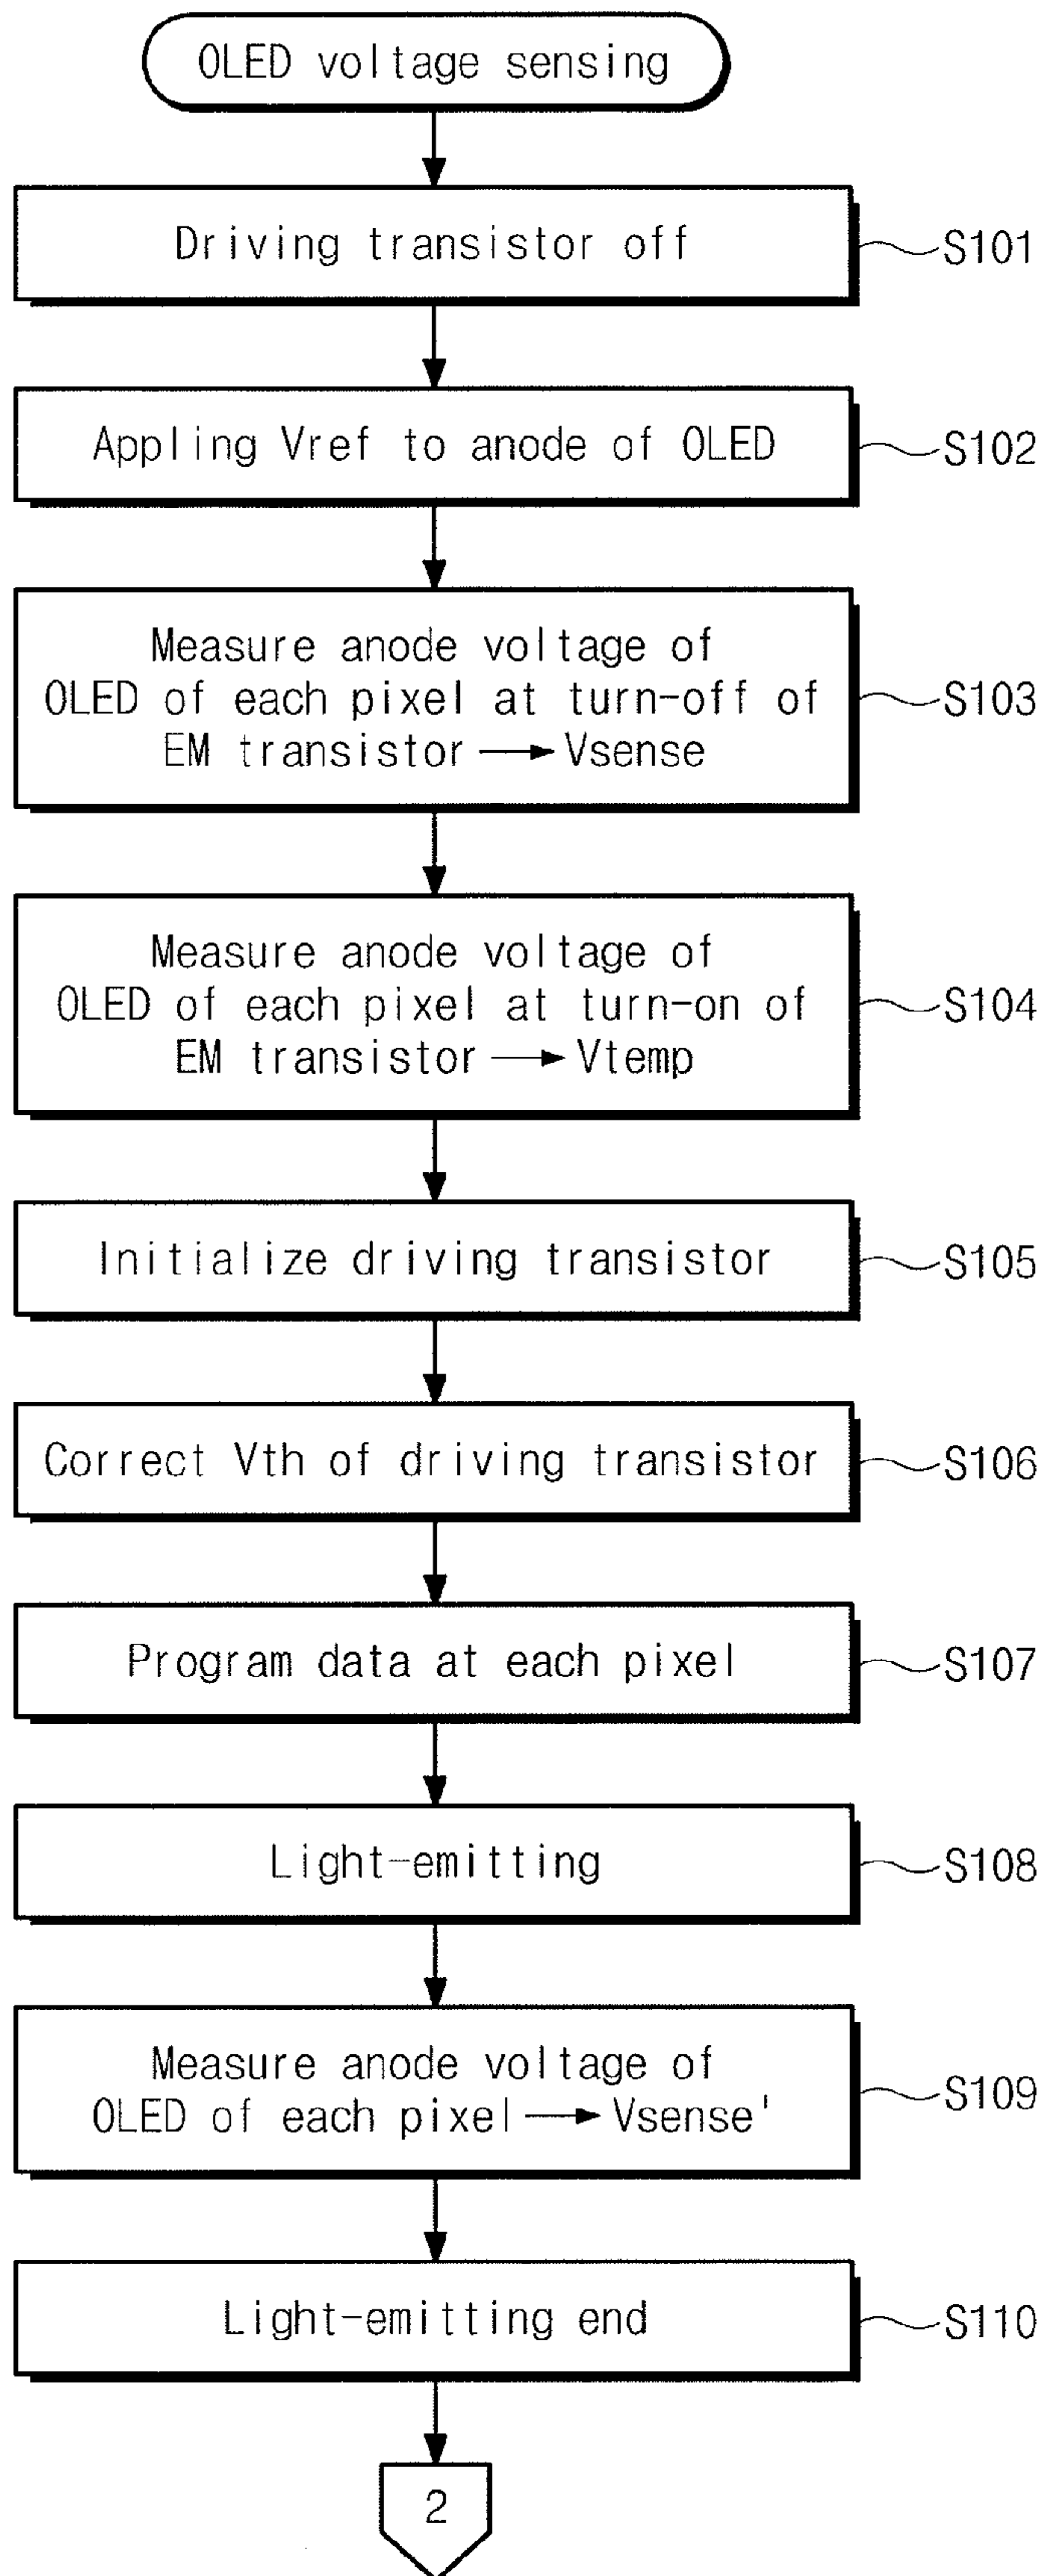 OLED voltage sensing
Driving transistor off
S101
Appling Vref to anode of OLED
S102
Measure anode voltage of
OLED of each pixel at turn-off of
EM transistor → Vsense
S103
Measure anode voltage of
OLED of each pixel at turn-on of
EM transistor → Vtemp
S104
Initialize driving transistor
S105
Correct Vth of driving transistor
S106
Program data at each pixel
S107
Light-emitting
S108
Measure anode voltage of
OLED of each pixel → Vsense'
S109
Light-emitting end
S110
2